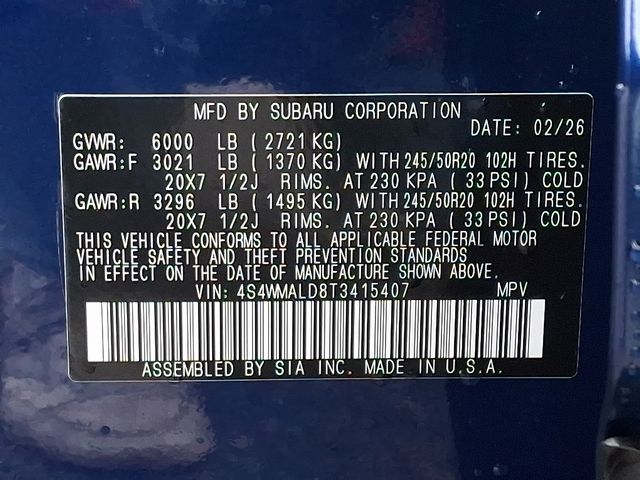 MFD BY SUBARU CORPORATION
DATE: 02/26
GVWR: 6000 LB ( 2721 KG)
GAWR:F 3021 LB ( 1370 KG) WITH 245/50R20 102H TIRES.
20X7 1/2J RIMS. AT 230 KPA ( 33 PSI) COLD
GAWR:R 3296 LB ( 1495 KG) WITH 245/50R20 102H TIRES.
20X7 1/2J RIMS. AT 230 KPA ( 33 PSI) COLD
THIS VEHICLE CONFORMS TO ALL APPLICABLE FEDERAL MOTOR
VEHICLE SAFETY AND THEFT PREVENTION STANDARDS
IN EFFECT ON THE DATE OF MANUFACTURE SHOWN ABOVE.
VIN: 4S4WMALD8T3415407 MPV
ASSEMBLED BY SIA INC. MADE IN U.S.A.